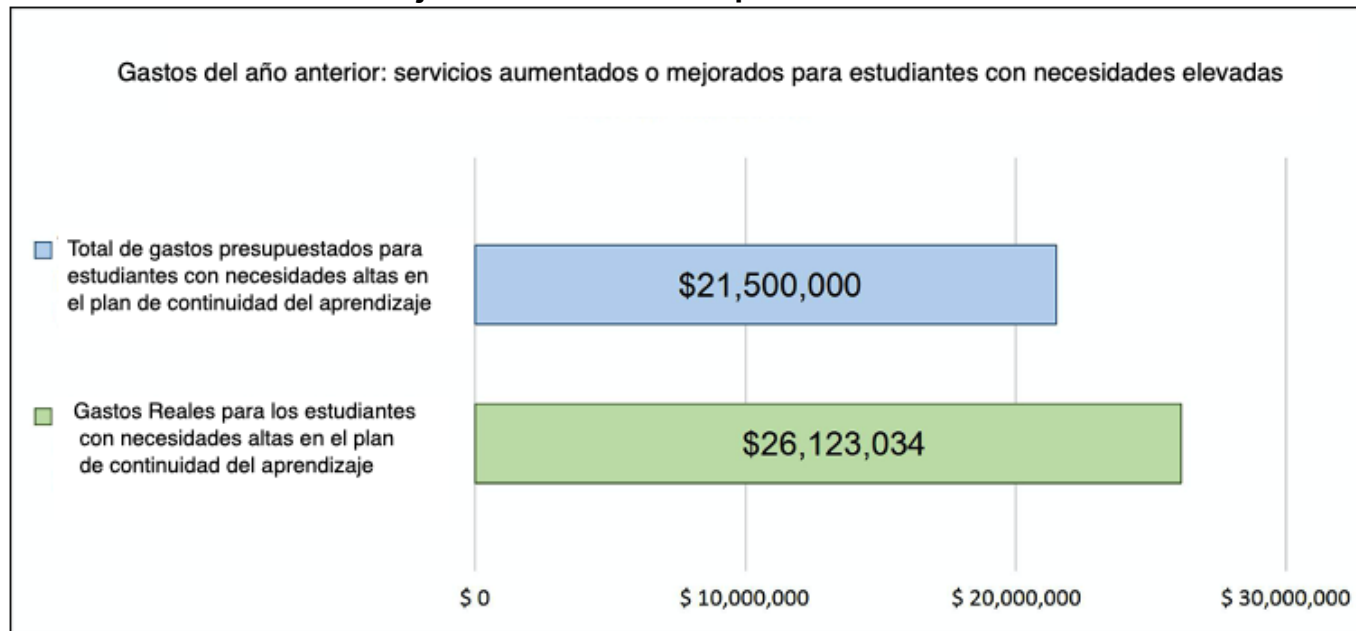 Gastos del año anterior: servicios aumentados o mejorados para estudiantes con necesidades elevadas
Total de gastos presupuestados para
estudiantes con necesidades altas en
el plan de continuidad del aprendizaje
$21,500,000
Gastos Reales para los estudiantes
con necesidades altas en el plan
de continuidad del aprendizaje
$26,123,034
$ 0
$ 10,000,000
$ 20,000,000
$ 30,000,000